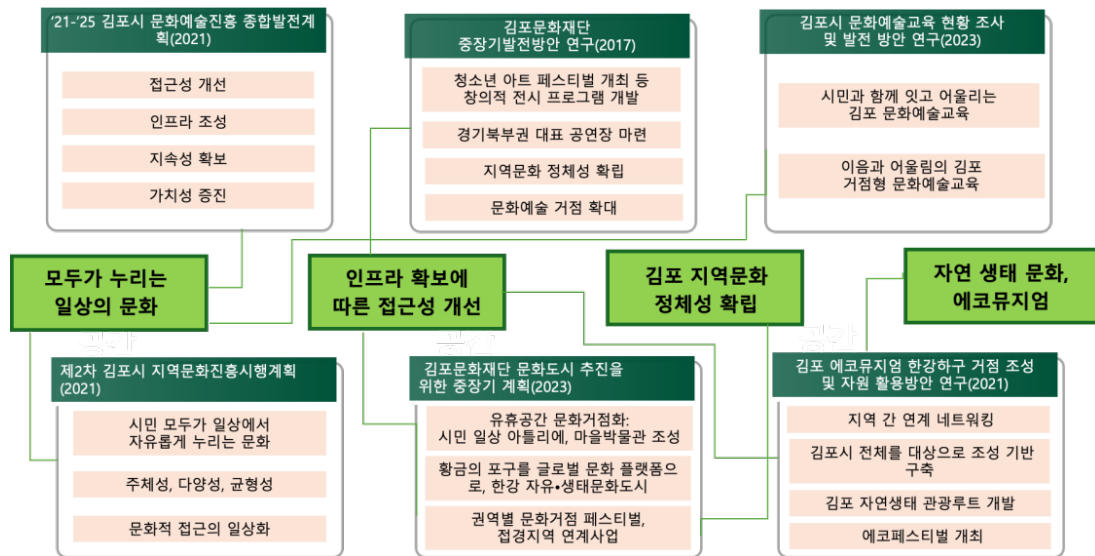 '21-'25 김포시 문화예술진흥 종합발전계
획(2021)
접근성 개선
인프라 조성
지속성 확보
가치성 증진
김포문화재단
중장기발전방안 연구(2017)
청소년 아트 페스티벌 개최 등
창의적 전시 프로그램 개발
경기북부권 대표 공연장 마련
지역문화 정체성 확립
문화예술 거점 확대
김포시 문화예술교육 현황 조사
및 발전 방안 연구(2023)
시민과 함께 잇고 어울리는
김포 문화예술교육
이음과 어울림의 김포
거점형 문화예술교육
모두가 누리는
일상의 문화
인프라 확보에
따른 접근성 개선
김포 지역문화
정체성 확립
자연 생태 문화,
에코뮤지엄
공간
공간
공간
제2차 김포시 지역문화진흥시행계획
(2021)
시민 모두가 일상에서
자유롭게 누리는 문화
주체성, 다양성, 균형성
문화적 접근의 일상화
김포문화재단 문화도시 추진을
위한 중장기 계획(2023)
유휴공간 문화거점화:
시민 일상 아틀리에, 마을박물관 조성
황금의 포구를 글로벌 문화 플랫폼으
로, 한강 자유•생태문화도시
권역별 문화거점 페스티벌,
접경지역 연계사업
김포 에코뮤지엄 한강하구 거점 조성
및 자원 활용방안 연구(2021)
지역 간 연계 네트워킹
김포시 전체를 대상으로 조성 기반
구축
김포 자연생태 관광루트 개발
에코페스티벌 개최